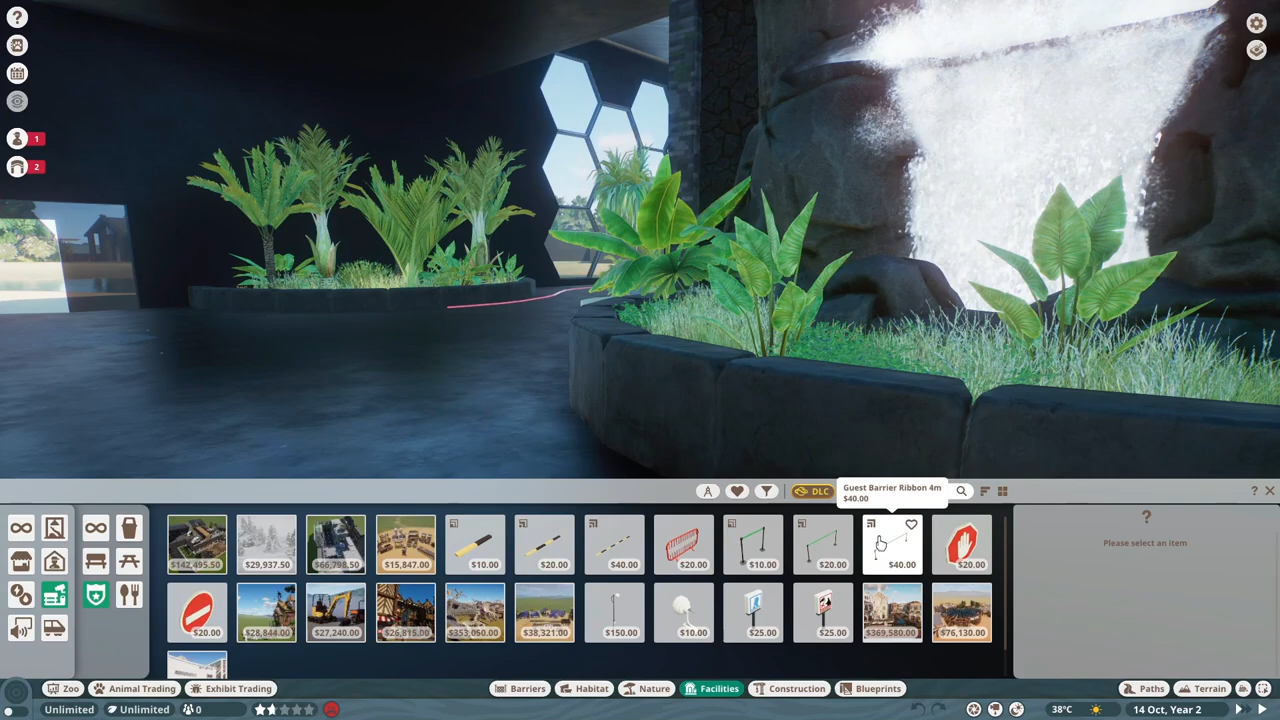 ?
1
2
DLC
Guest Barrier Ribbon 4m
$40.00
? X
$142,495.50 $29,937.50 $66,798.50 $15,847.00 $10.00 $20.00 $40.00 $20.00 $10.00 $20.00 $40.00 $20.00
?
Please select an item
$20.00 $28,844.00 $27,240.00 $26,815.00 $353,050.00 $38,321.00 $150.00 $10.00 $25.00 $25.00 $369,580.00 $76,130.00
Zoo Animal Trading Exhibit Trading Barriers Habitat Nature Facilities Construction Blueprints Paths Terrain
Unlimited Unlimited 0 38°C 14 Oct, Year 2